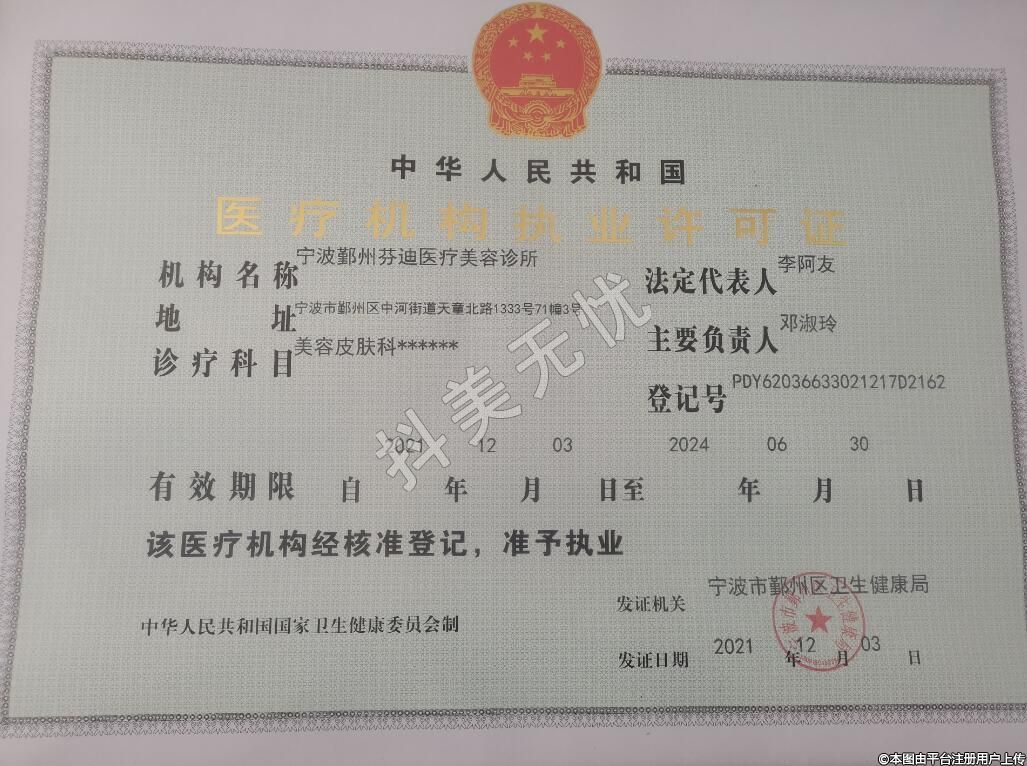 中华人民共和国
医疗机构执业许可证
机构名称 宁波鄞州芬迪医疗美容诊所
法定代表人 李阿友
地址 宁波市鄞州区中河街道天童北路1333号71幢3号
主要负责人 邓淑玲
诊疗科目 美容皮肤科******
登记号 PDY62036633021217D2162
抖美无忧
2021 12 03 2024 06 30
有效期限 自 年 月 日至 年 月 日
该医疗机构经核准登记，准予执业
发证机关 宁波市鄞州区卫生健康局
中华人民共和国国家卫生健康委员会制
发证日期 2021 年 12 月 03 日
©本图由平台注册用户上传